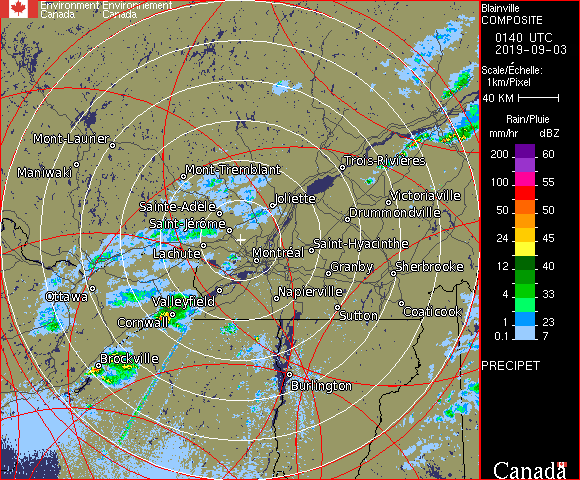 Environment Environnement
Canada Canada
Blainville
COMPOSITE
0140 UTC
2019-09-03
Scale/Échelle:
1km/Pixel
40 KM
Rain/Pluie
mm/hr dBZ
200 60
100 55
50 50
24 45
12 40
4 33
1 23
0.1 7
PRECIPET
Canada
Mont-Laurier
Maniwaki
Mont-Tremblant
Trois-Rivières
Sainte-Adèle
Joliette
Victoriaville
Drummondville
Saint-Jérôme
Lachute
Montréal
Saint-Hyacinthe
Granby
Sherbrooke
Ottawa
Valleyfield
Napierville
Cornwall
Sutton
Coaticook
Brockville
Burlington